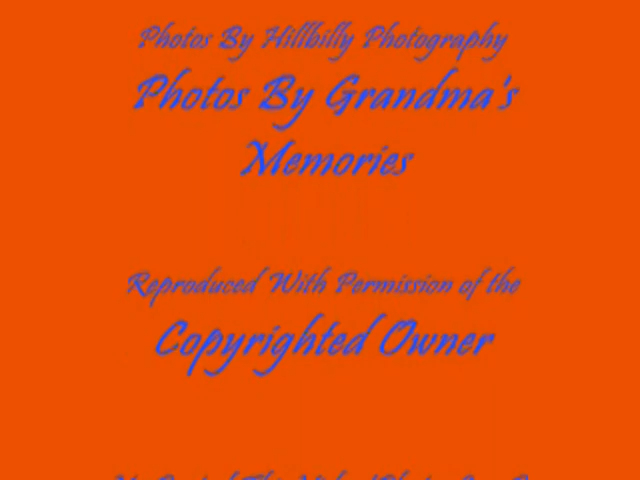 Photos By Hillbilly Photography
Photos By Grandma's
Memories
Reproduced With Permission of the
Copyrighted Owner